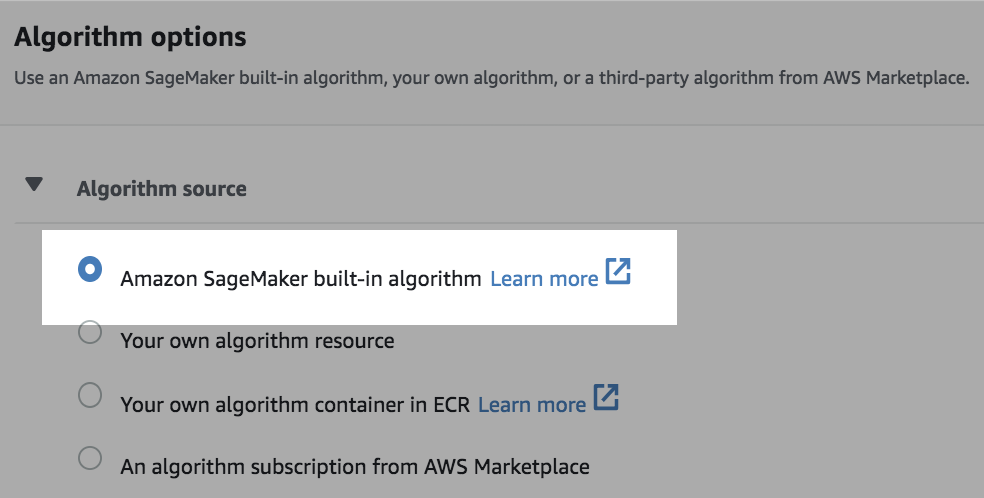 Algorithm options
Use an Amazon SageMaker built-in algorithm, your own algorithm, or a third-party algorithm from AWS Marketplace.
Algorithm source
Amazon SageMaker built-in algorithm Learn more
Your own algorithm resource
Your own algorithm container in ECR Learn more
An algorithm subscription from AWS Marketplace